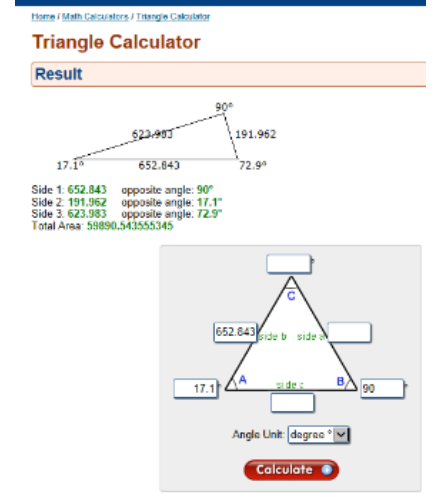 Home / Math Calculators / Triangle Calculator
Triangle Calculator
Result
90°
623.983 191.962
17.1° 652.843 72.9°
Side 1: 652.843 opposite angle: 90°
Side 2: 191.962 opposite angle: 17.1°
Side 3: 623.983 opposite angle: 72.9°
Total Area: 59890.543555345
°
C
652.843 side b side a
17.1 ° A side c B 90 °
Angle Unit: degree °
Calculate